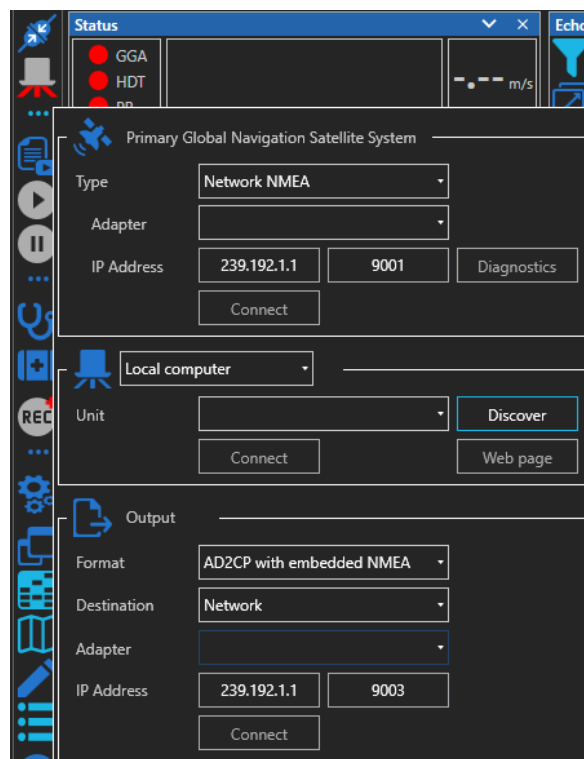 Status
Echo
GGA
HDT
-.-- m/s
Primary Global Navigation Satellite System
Type
Network NMEA
Adapter
IP Address
239.192.1.1
9001
Diagnostics
Connect
Local computer
REC
Unit
Discover
Connect
Web page
Output
Format
AD2CP with embedded NMEA
Destination
Network
Adapter
IP Address
239.192.1.1
9003
Connect